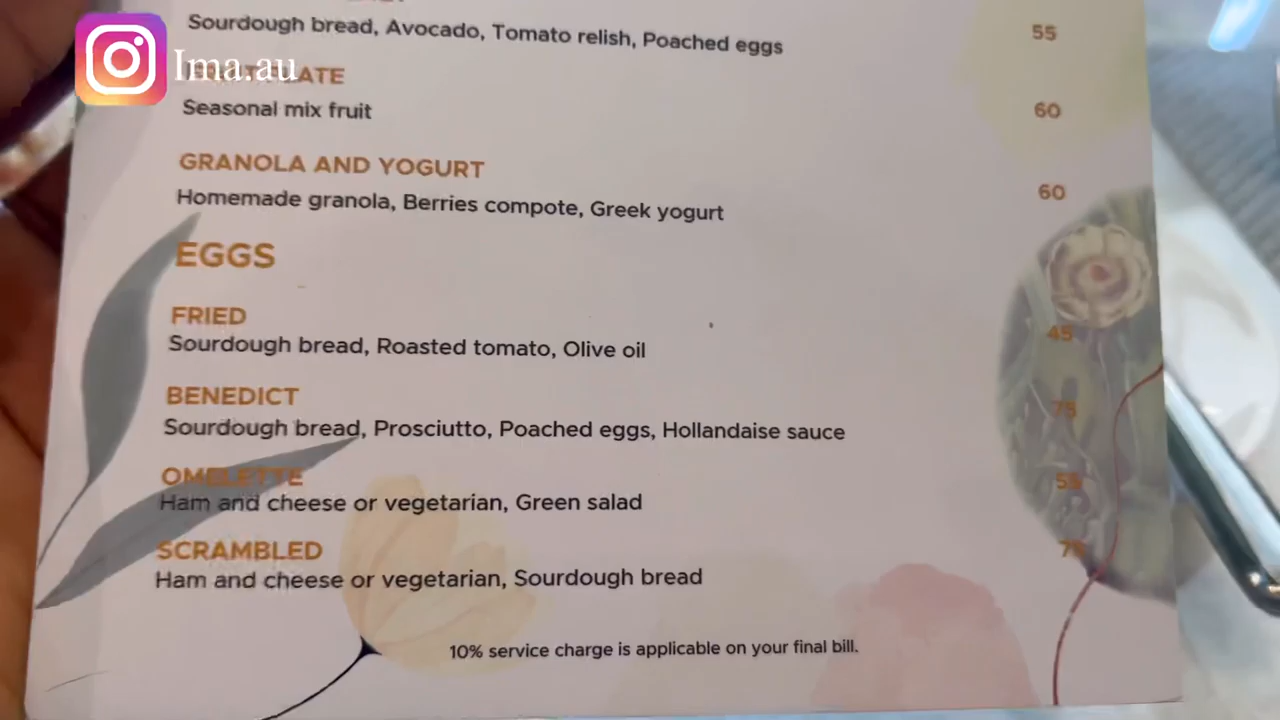 Sourdough bread, Avocado, Tomato relish, Poached eggs 55
Ima.au
Seasonal mix fruit 60
GRANOLA AND YOGURT
Homemade granola, Berries compote, Greek yogurt 60
EGGS
FRIED
Sourdough bread, Roasted tomato, Olive oil 45
BENEDICT
Sourdough bread, Prosciutto, Poached eggs, Hollandaise sauce 75
OMELETTE
Ham and cheese or vegetarian, Green salad
SCRAMBLED
Ham and cheese or vegetarian, Sourdough bread
10% service charge is applicable on your final bill.